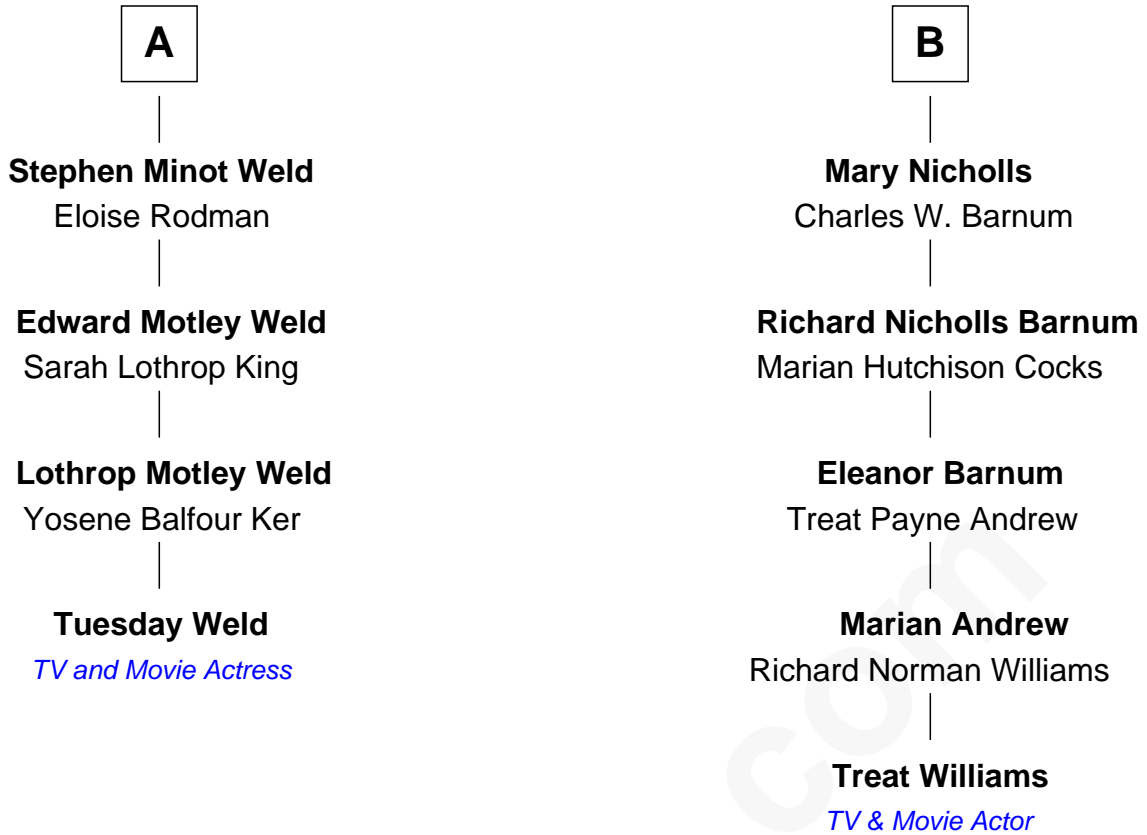 A
Stephen Minot Weld
Eloise Rodman
Edward Motley Weld
Sarah Lothrop King
Lothrop Motley Weld
Yosene Balfour Ker
Tuesday Weld
TV and Movie Actress
B
Mary Nicholls
Charles W. Barnum
Richard Nicholls Barnum
Marian Hutchison Cocks
Eleanor Barnum
Treat Payne Andrew
Marian Andrew
Richard Norman Williams
Treat Williams
TV & Movie Actor
com